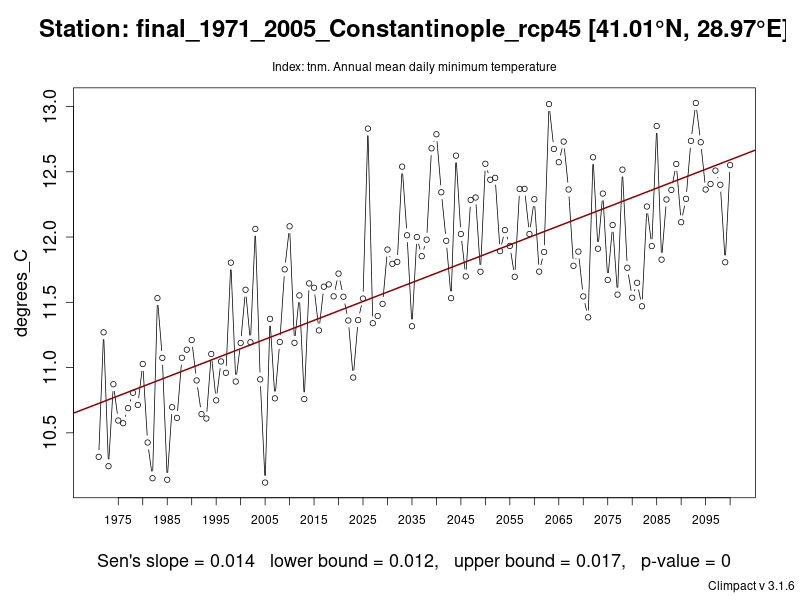 Station: final_1971_2005_Constantinople_rcp45 [41.01°N, 28.97°E]
Index: tnm. Annual mean daily minimum temperature
degrees_C
13.0
12.5
12.0
11.5
11.0
10.5
1975 1985 1995 2005 2015 2025 2035 2045 2055 2065 2075 2085 2095
Sen's slope = 0.014 lower bound = 0.012, upper bound = 0.017, p-value = 0
Climpact v 3.1.6